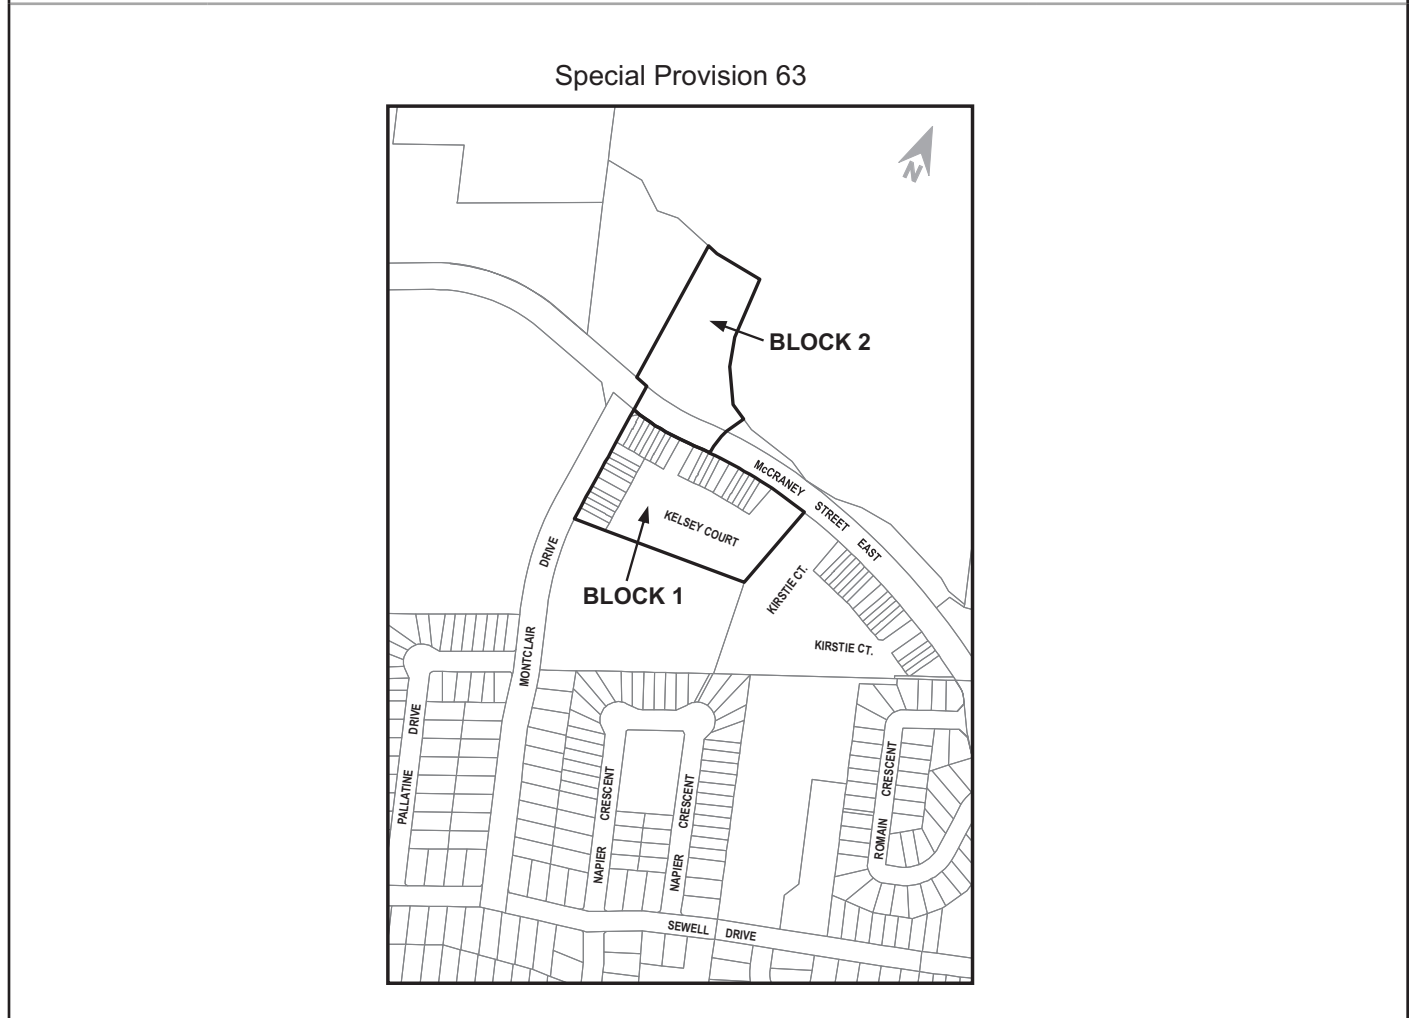 Special Provision 63
N
BLOCK 2
McCRANEY STREET EAST
KELSEY COURT
BLOCK 1
KIRSTIE CT.
KIRSTIE CT.
MONTCLAIR DRIVE
PALLATINE DRIVE
NAPIER CRESCENT
NAPIER CRESCENT
ROMAIN CRESCENT
SEWELL DRIVE